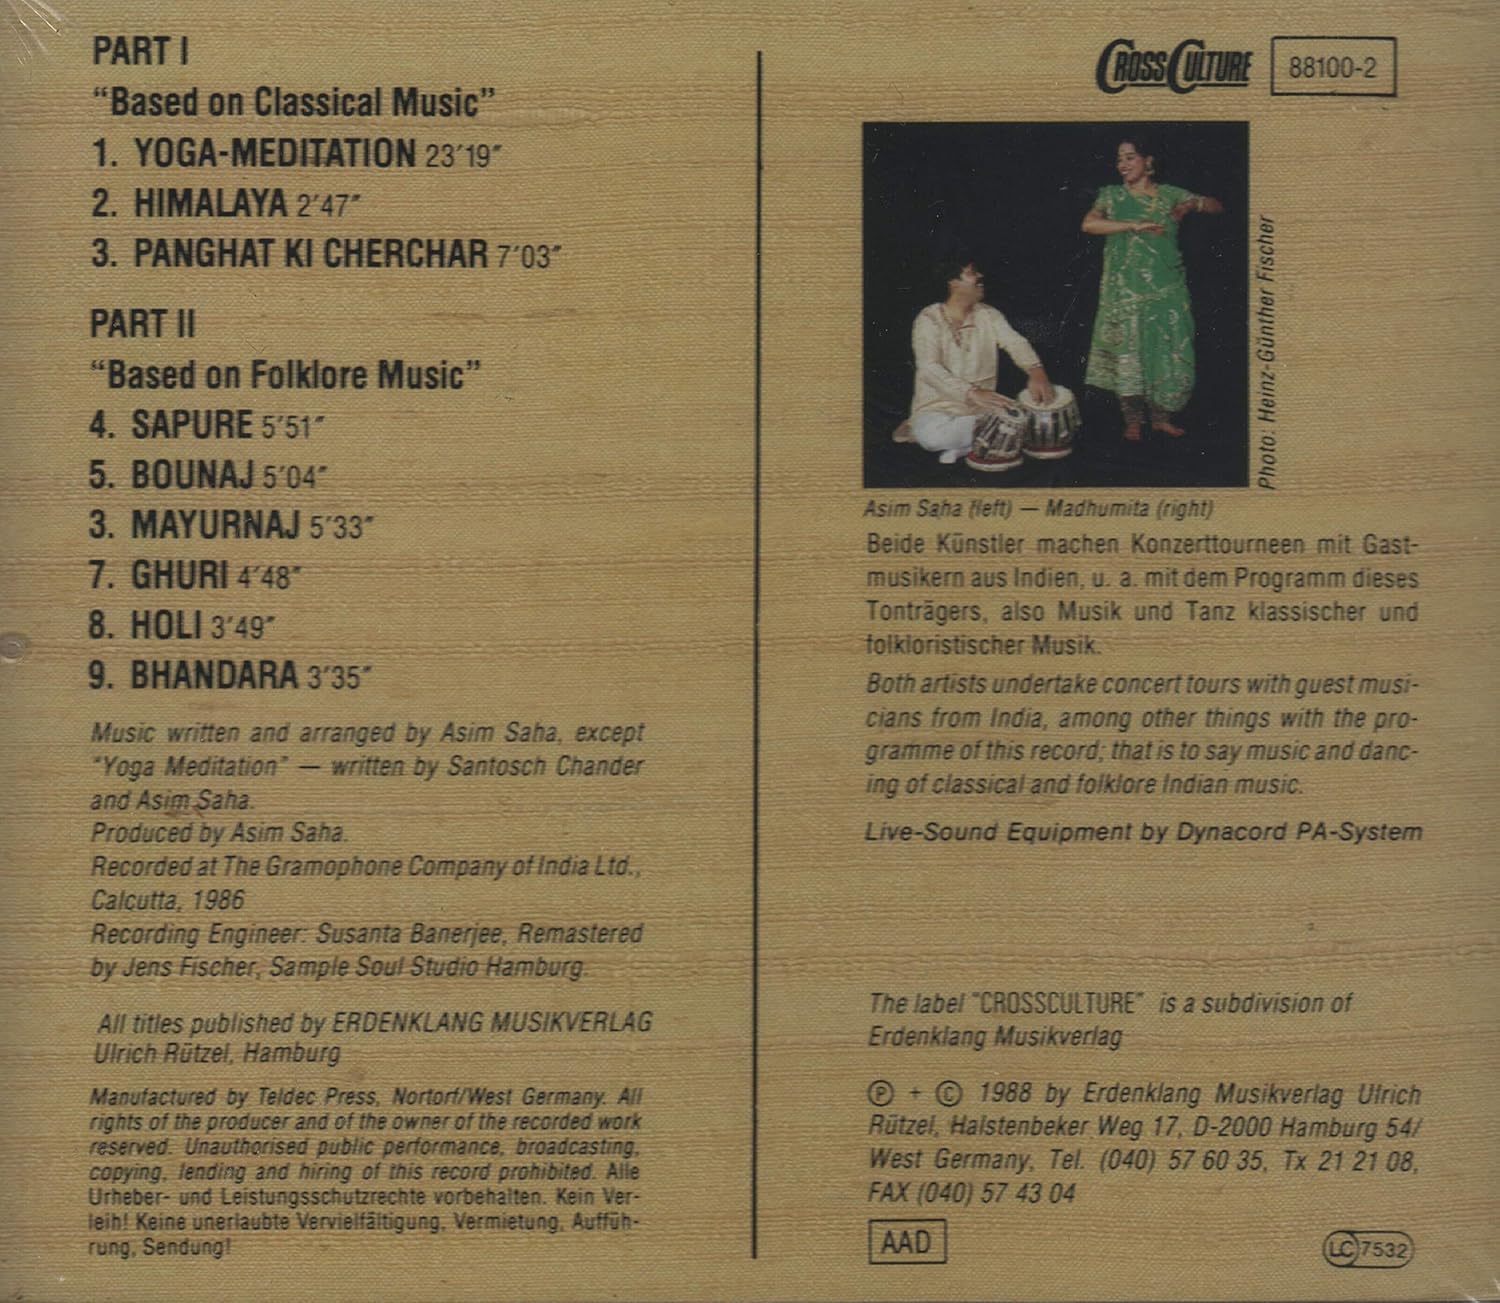 PART I
“Based on Classical Music”
1. YOGA-MEDITATION 23′19″
2. HIMALAYA 2′47″
3. PANGHAT KI CHERCHAR 7′03″
PART II
“Based on Folklore Music”
4. SAPURE 5′51″
5. BOUNAJ 5′04″
3. MAYURNAJ 5′33″
7. GHURI 4′48″
8. HOLI 3′49″
9. BHANDARA 3′35″
Music written and arranged by Asim Saha, except
“Yoga Meditation” — written by Santosch Chander
and Asim Saha.
Produced by Asim Saha.
Recorded at The Gramophone Company of India Ltd.,
Calcutta, 1986
Recording Engineer: Susanta Banerjee, Remastered
by Jens Fischer, Sample Soul Studio Hamburg.
All titles published by ERDENKLANG MUSIKVERLAG
Ulrich Rützel, Hamburg
Manufactured by Teldec Press, Nortorf/West Germany. All
rights of the producer and of the owner of the recorded work
reserved. Unauthorised public performance, broadcasting,
copying, lending and hiring of this record prohibited. Alle
Urheber- und Leistungsschutzrechte vorbehalten. Kein Ver-
leih! Keine unerlaubte Vervielfältigung, Vermietung, Auffüh-
rung, Sendung!
CROSSCULTURE 88100-2
Photo: Heinz-Günther Fischer
Asim Saha (left) — Madhumita (right)
Beide Künstler machen Konzerttourneen mit Gast-
musikern aus Indien, u. a. mit dem Programm dieses
Tonträgers, also Musik und Tanz klassischer und
folkloristischer Musik.
Both artists undertake concert tours with guest musi-
cians from India, among other things with the pro-
gramme of this record; that is to say music and danc-
ing of classical and folklore Indian music.
Live-Sound Equipment by Dynacord PA-System
The label “CROSSCULTURE” is a subdivision of
Erdenklang Musikverlag
Ⓟ + © 1988 by Erdenklang Musikverlag Ulrich
Rützel, Halstenbeker Weg 17, D-2000 Hamburg 54/
West Germany, Tel. (040) 57 60 35, Tx 21 21 08,
FAX (040) 57 43 04
AAD
LC 7532